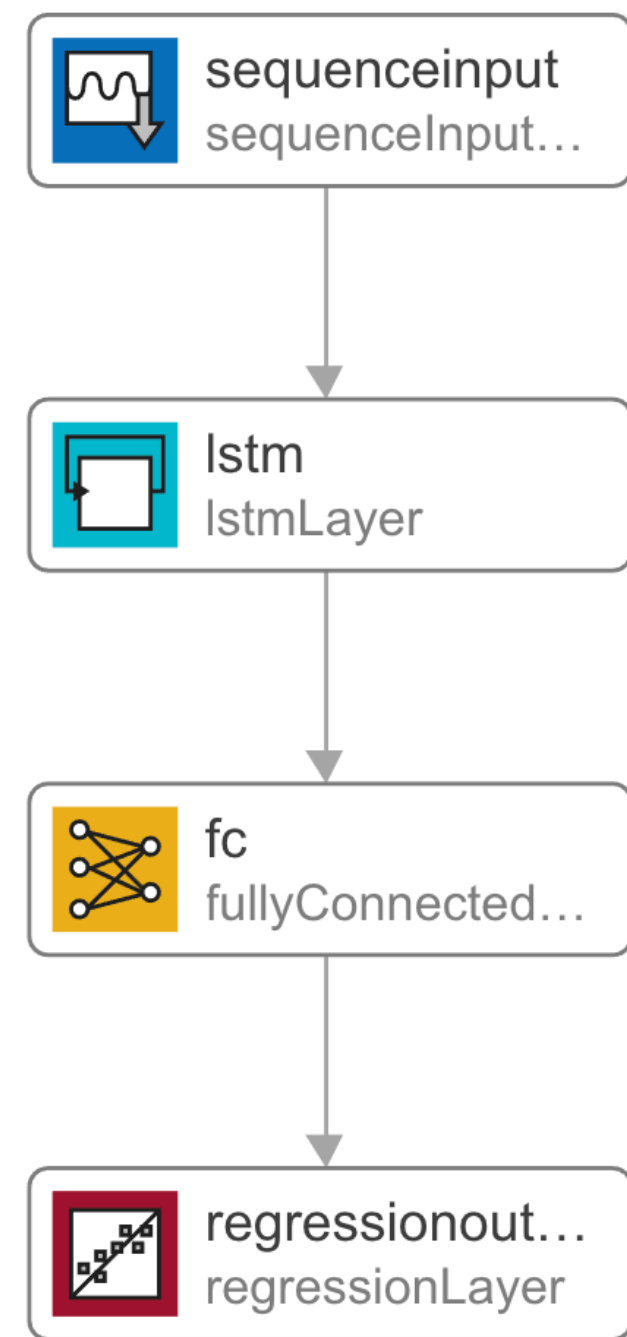 sequenceinput
sequenceInput...
lstm
lstmLayer
fc
fullyConnected...
regressionout...
regressionLayer